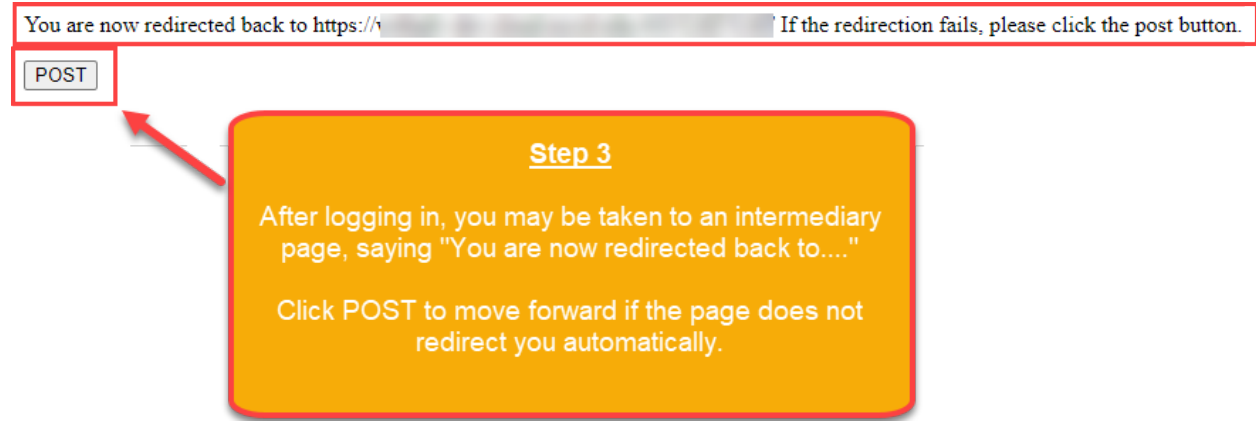 You are now redirected back to https:// If the redirection fails, please click the post button.
POST
Step 3
After logging in, you may be taken to an intermediary
page, saying "You are now redirected back to...."
Click POST to move forward if the page does not
redirect you automatically.